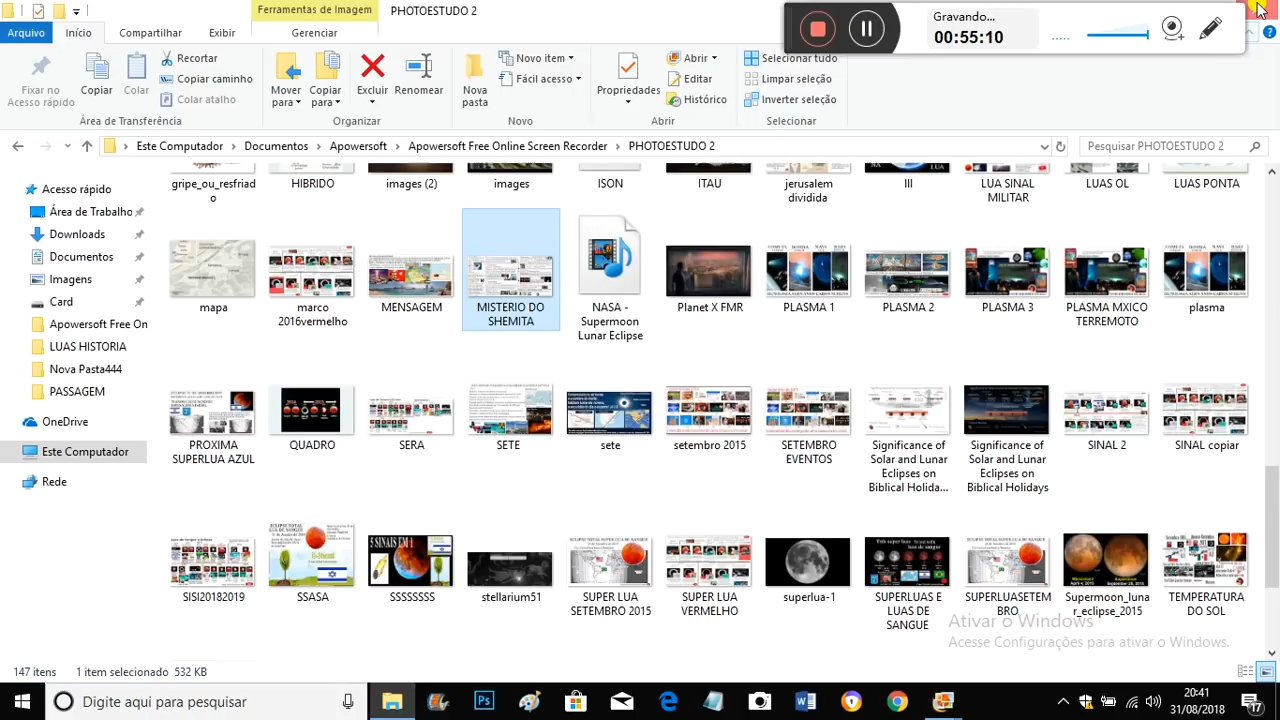 Ferramentas de Imagem
PHOTOESTUDO 2
Gravando...
00:55:10
Arquivo
Início
Compartilhar
Exibir
Gerenciar
Fixar no
Acesso rápido
Copiar
Colar
Recortar
Copiar caminho
Colar atalho
Mover
para
Copiar
para
Excluir
Renomear
Nova
pasta
Novo item
Fácil acesso
Propriedades
Abrir
Editar
Histórico
Selecionar tudo
Limpar seleção
Inverter seleção
Área de Transferência
Organizar
Novo
Abrir
Selecionar
Este Computador
Documentos
Apowersoft
Apowersoft Free Online Screen Recorder
PHOTOESTUDO 2
Pesquisar PHOTOESTUDO 2
Acesso rápido
Área de Trabalho
Downloads
Documentos
Imagens
Card
Apowersoft Free On
LUAS HISTORIA
Nova Pasta444
PASSAGEM
OneDrive
Este Computador
Rede
gripe_ou_resfriad
o
HIBRIDO
images (2)
images
ISON
ITAU
jerusalem
dividida
III
LUA SINAL
MILITAR
LUAS OL
LUAS PONTA
mapa
marco
2016vermelho
MENSAGEM
MISTERIO DO
SHEMITA
NASA -
Supermoon
Lunar Eclipse
Planet X FMR
PLASMA 1
PLASMA 2
PLASMA 3
PLASMA MXICO
TERREMOTO
plasma
PROXIMA
SUPERLUA AZUL
QUADRO
SERA
SETE
sete
setembro 2015
SETEMBRO
EVENTOS
Significance of
Solar and Lunar
Eclipses on
Biblical Holida...
Significance of
Solar and Lunar
Eclipses on
Biblical Holidays
SINAL 2
SINAL copiar
SISI20182019
SSASA
SSSSSSS
stellarium51
SUPER LUA
SETEMBRO 2015
SUPER LUA
VERMELHO
superlua-1
SUPERLUAS E
LUAS DE
SANGUE
SUPERLUASETEM
BRO
Supermoon_luna
r_eclipse_2015
TEMPERATURA
DO SOL
Ativar o Windows
Acesse Configurações para ativar o Windows.
147 itens
1 item selecionado 532 KB
Digite aqui para pesquisar
20:41
31/08/2018
17